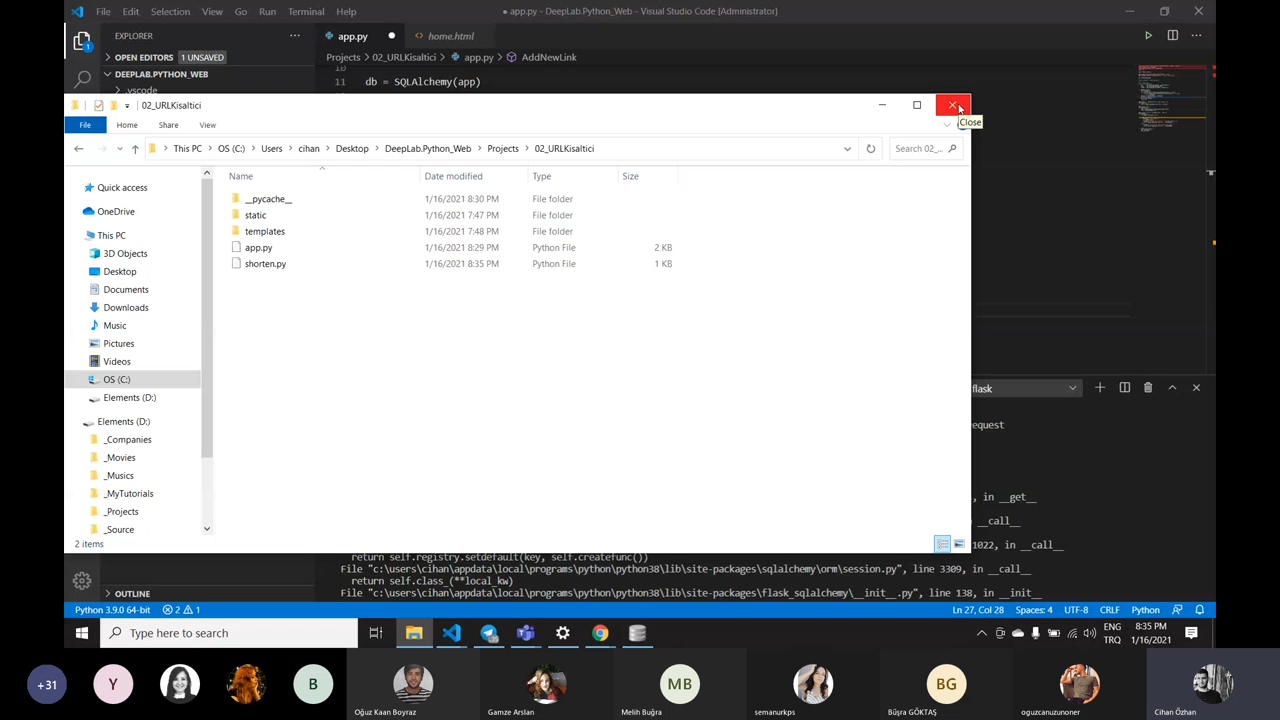 File Edit Selection View Go Run Terminal Help
● app.py - DeepLab.Python_Web - Visual Studio Code [Administrator]
EXPLORER
app.py
home.html
OPEN EDITORS 1 UNSAVED
Projects > 02_URLKisaltici > app.py > AddNewLink
DEEPLAB.PYTHON_WEB
.vscode
11 db = SQLAlchemy(app)
02_URLKisaltici
Close
File Home Share View
This PC > OS (C:) > Users > cihan > Desktop > DeepLab.Python_Web > Projects > 02_URLKisaltici
Search 02_...
Name Date modified Type Size
Quick access
OneDrive
This PC
3D Objects
Desktop
Documents
Downloads
Music
Pictures
Videos
OS (C:)
Elements (D:)
Elements (D:)
_Companies
_Movies
_Musics
_MyTutorials
_Projects
_Source
__pycache__ 1/16/2021 8:30 PM File folder
static 1/16/2021 7:47 PM File folder
templates 1/16/2021 7:48 PM File folder
app.py 1/16/2021 8:29 PM Python File 2 KB
shorten.py 1/16/2021 8:35 PM Python File 1 KB
2 items
flask
equest
, in __get__
__call__
1022, in __call__
return self.registry.setdefault(key, self.createfunc())
File "c:\users\cihan\appdata\local\programs\python\python38\lib\site-packages\sqlalchemy\orm\session.py", line 3309, in __call__
return self.class_(**local_kw)
File "c:\users\cihan\appdata\local\programs\python\python38\lib\site-packages\flask_sqlalchemy\__init__.py", line 138, in __init__
OUTLINE
Python 3.9.0 64-bit 2 1
Ln 27, Col 28 Spaces: 4 UTF-8 CRLF Python
Type here to search
ENG
TRQ
8:35 PM
1/16/2021
+31
Y
B
Oğuz Kaan Boyraz
Gamze Arslan
MB
Melih Buğra
semanurkps
BG
Büşra GÖKTAŞ
oguzcanuzunoner
Cihan Özhan